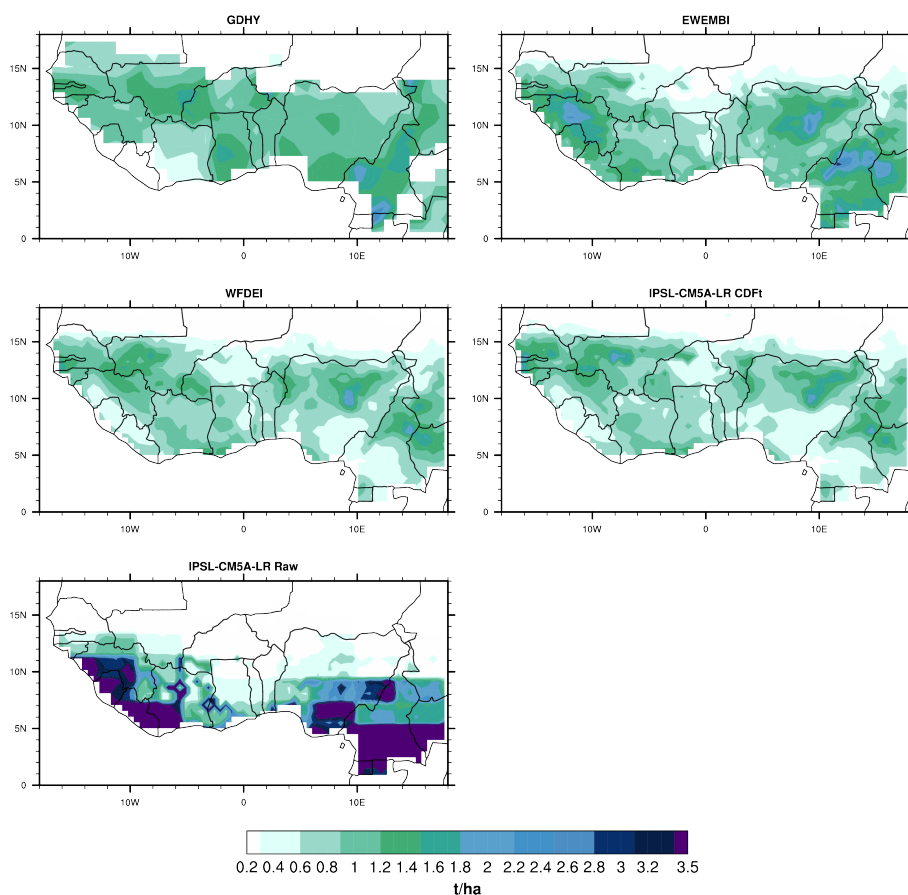 GDHY
EWEMBI
15N
10N
5N
0
10W
0
10E
15N
10N
5N
0
10W
0
10E
WFDEI
IPSL-CM5A-LR CDFt
15N
10N
5N
0
10W
0
10E
15N
10N
5N
0
10W
0
10E
IPSL-CM5A-LR Raw
15N
10N
5N
0
10W
0
10E
0.2 0.6 0.8 1 1.2 1.4 1.6 1.8 2 2.2 2.4 2.6 2.8 3 3.2 3.5
t/ha